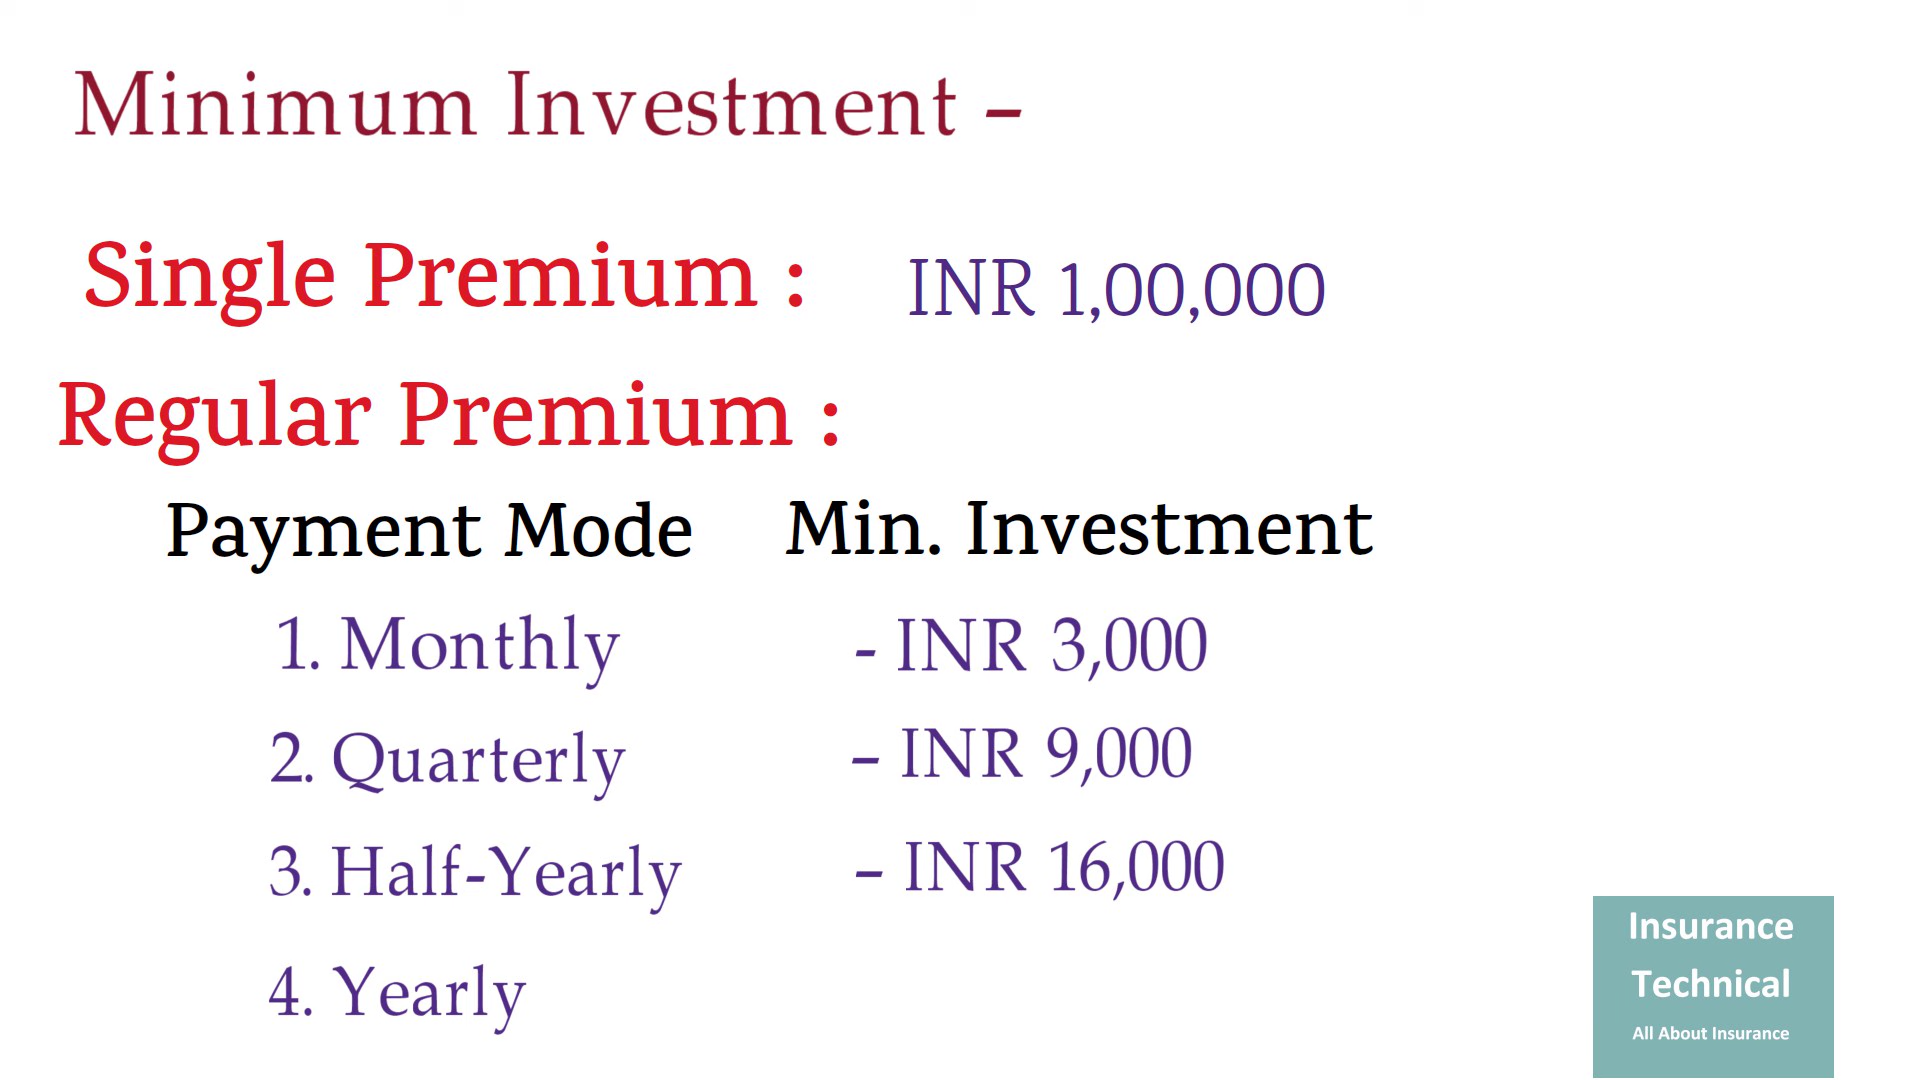 Minimum Investment –
Single Premium : INR 1,00,000
Regular Premium :
Payment Mode Min. Investment
1. Monthly - INR 3,000
2. Quarterly – INR 9,000
3. Half-Yearly – INR 16,000
4. Yearly
Insurance
Technical
All About Insurance